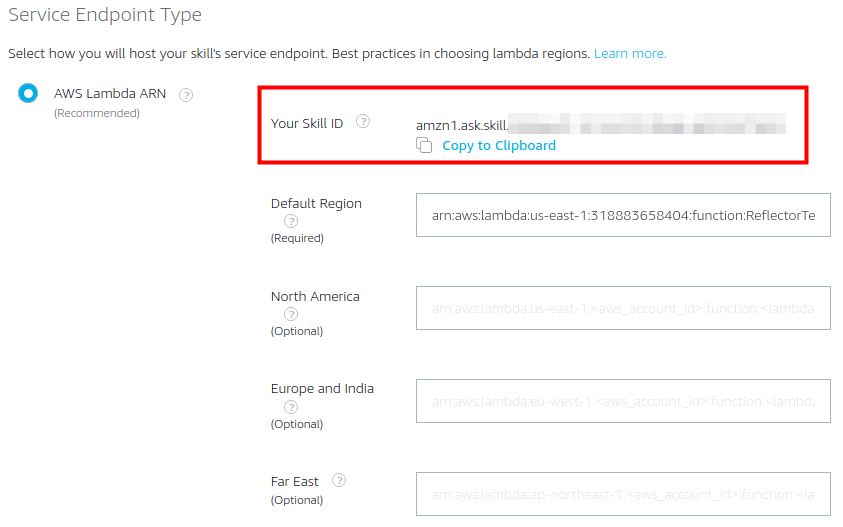 Service Endpoint Type
Select how you will host your skill's service endpoint. Best practices in choosing lambda regions. Learn more.
AWS Lambda ARN ?
(Recommended)
Your Skill ID ? amzn1.ask.skill.
Copy to Clipboard
Default Region
?
(Required)
arn:aws:lambda:us-east-1:318883658404:function:ReflectorTe
North America
?
(Optional)
arn:aws:lambda:us-east-1:<aws_account_id>:function:<lambda
Europe and India
?
(Optional)
arn:aws:lambda:eu-west-1:<aws_account_id>:function:<lambda
Far East ?
(Optional)
arn:aws:lambda:ap-northeast-1:<aws_account_id>:function:<la